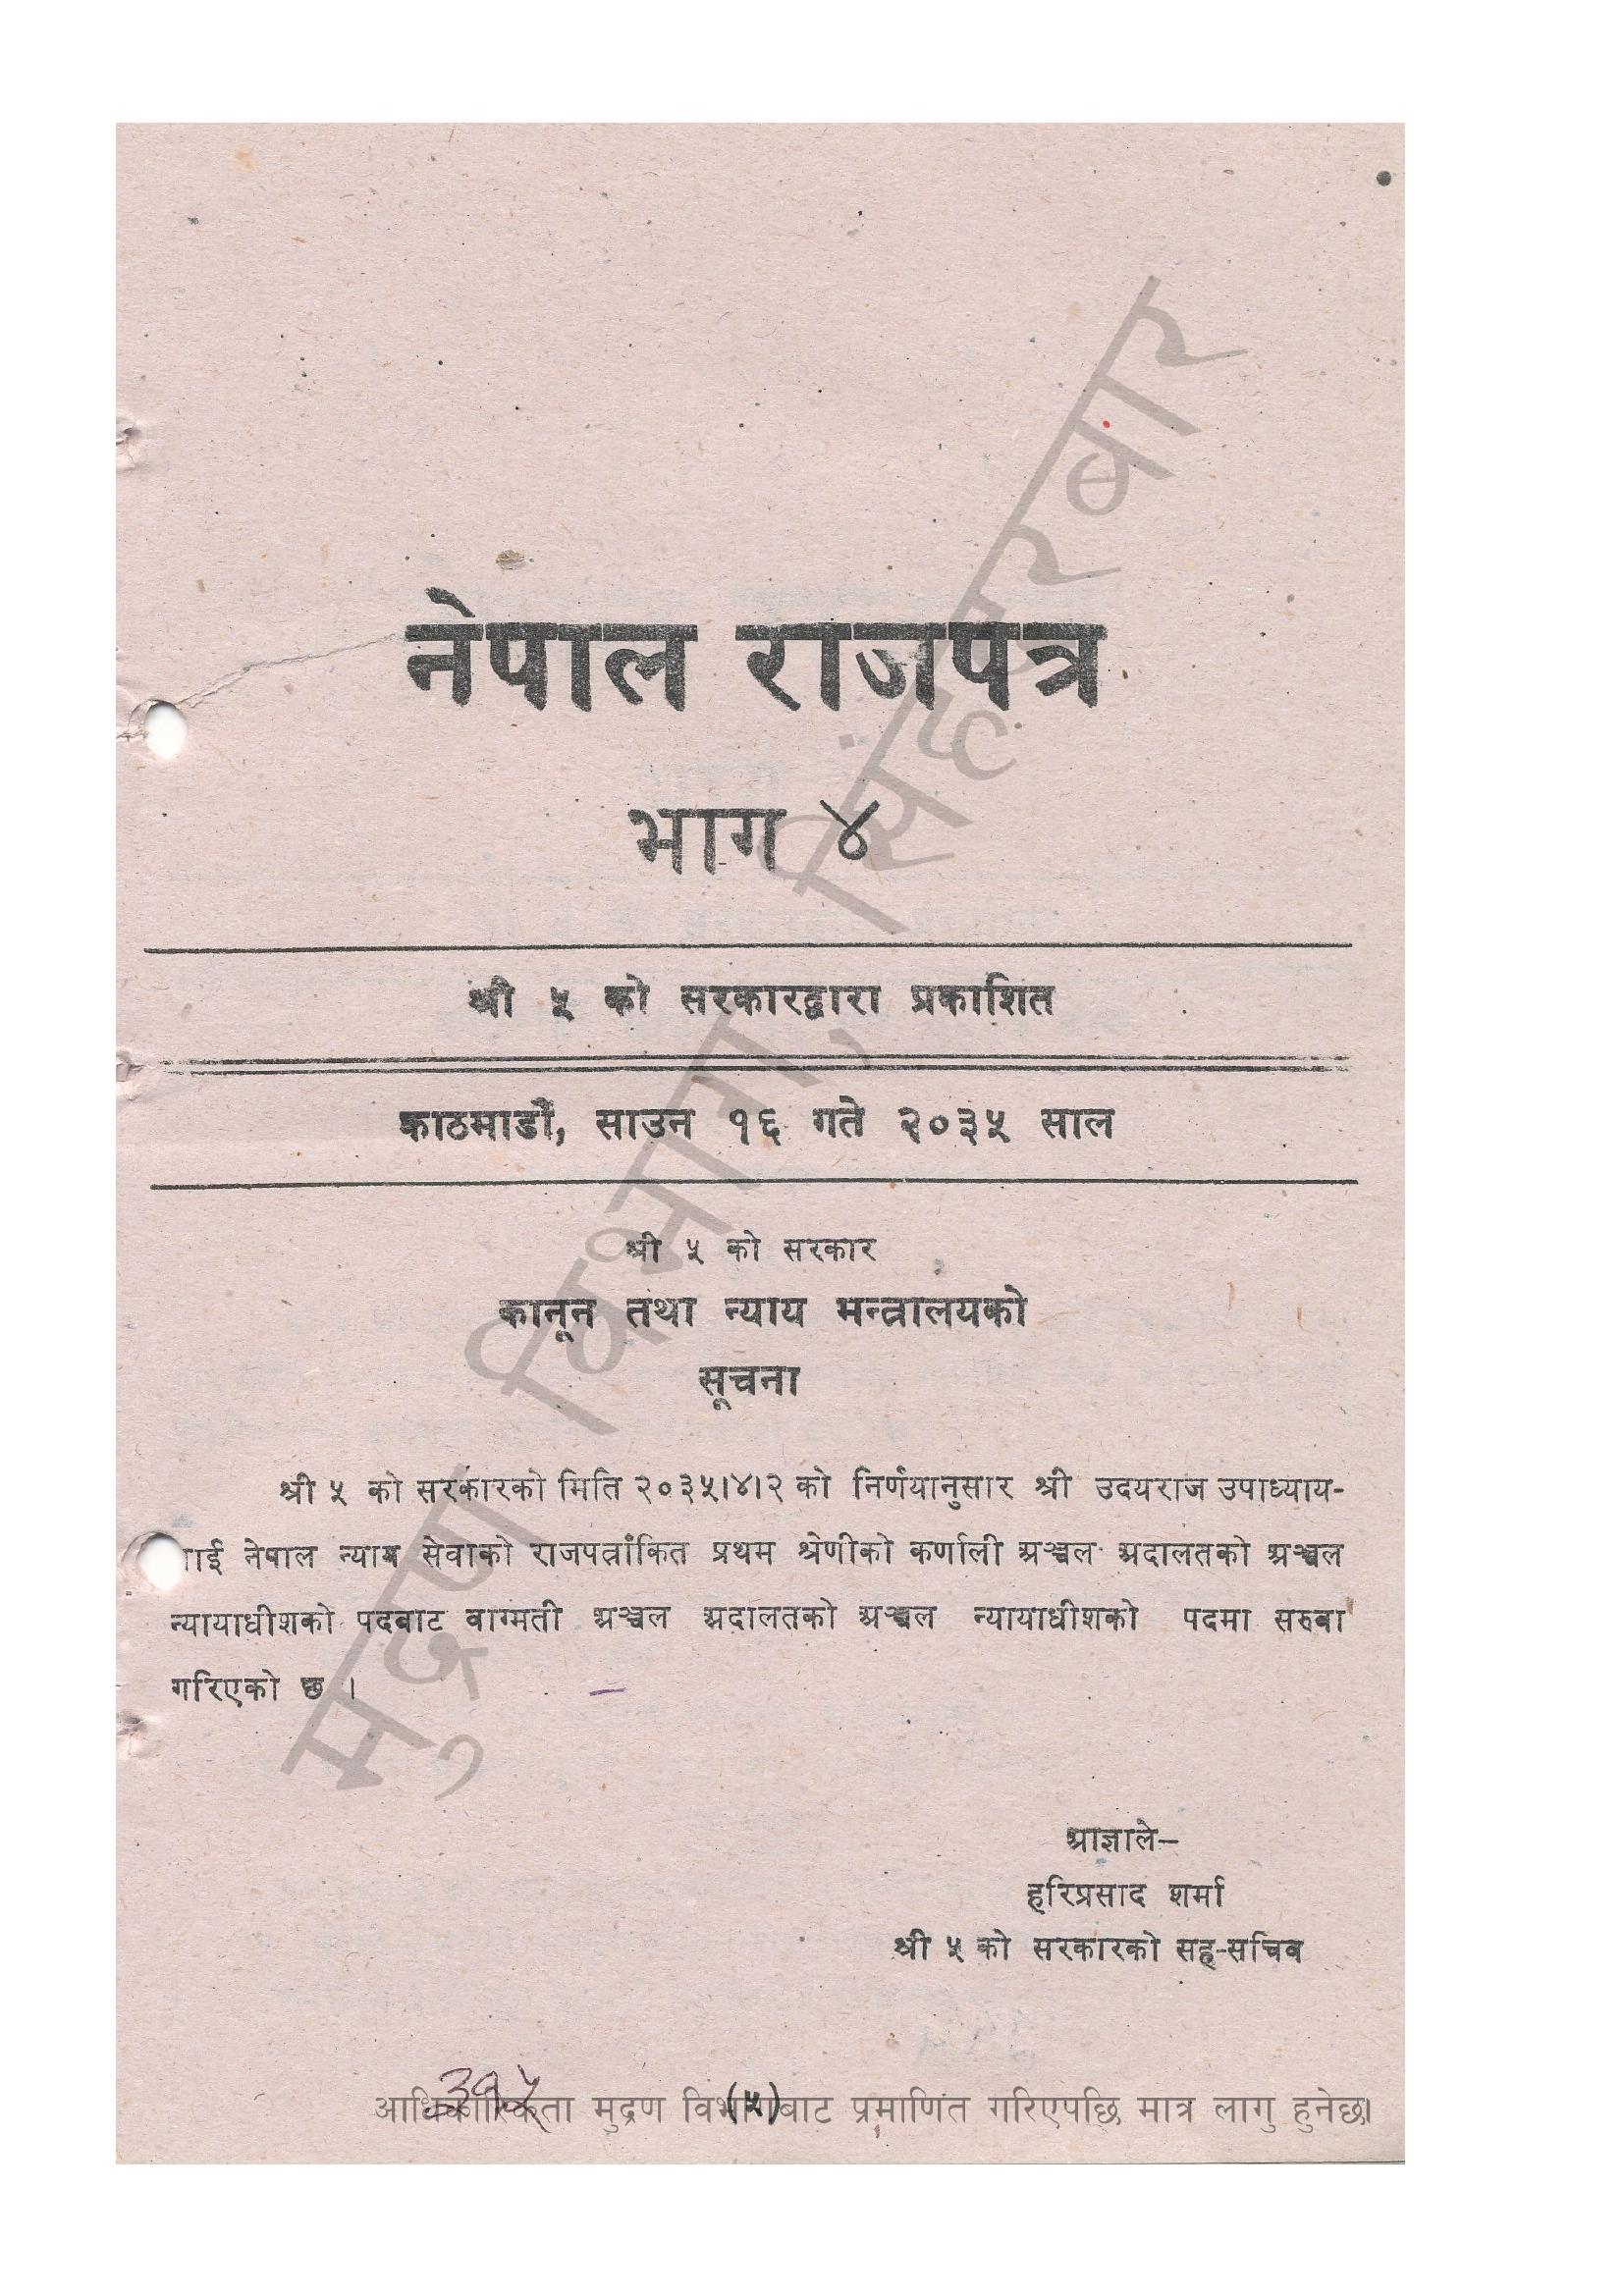 नेपाल राजपत्र
भाग ४
श्री ५ को सरकारद्वारा प्रकाशित
काठमाडौं, साउन १६ गते २०३५ साल
श्री ५ को सरकार
कानून तथा न्याय मन्त्रालयको
सूचना
श्री ५ को सरकारको मिति २०३५।४।२ को निर्णयानुसार श्री उदयराज उपाध्याय-
लाई नेपाल न्याय सेवाको राजपत्रांकित प्रथम श्रेणीको कर्णाली अञ्चल अदालतको अञ्चल
न्यायाधीशको पदबाट वाग्मती अञ्चल अदालतको अञ्चल न्यायाधीशको पदमा सरुवा
गरिएको छ ।
आज्ञाले–
हरिप्रसाद शर्मा
श्री ५ को सरकारको सह-सचिव
३१५
(५)
आधिकारिकता मुद्रण विभागबाट प्रमाणित गरिएपछि मात्र लागु हुनेछ।
मुद्रण विभाग, सिंहदरबार